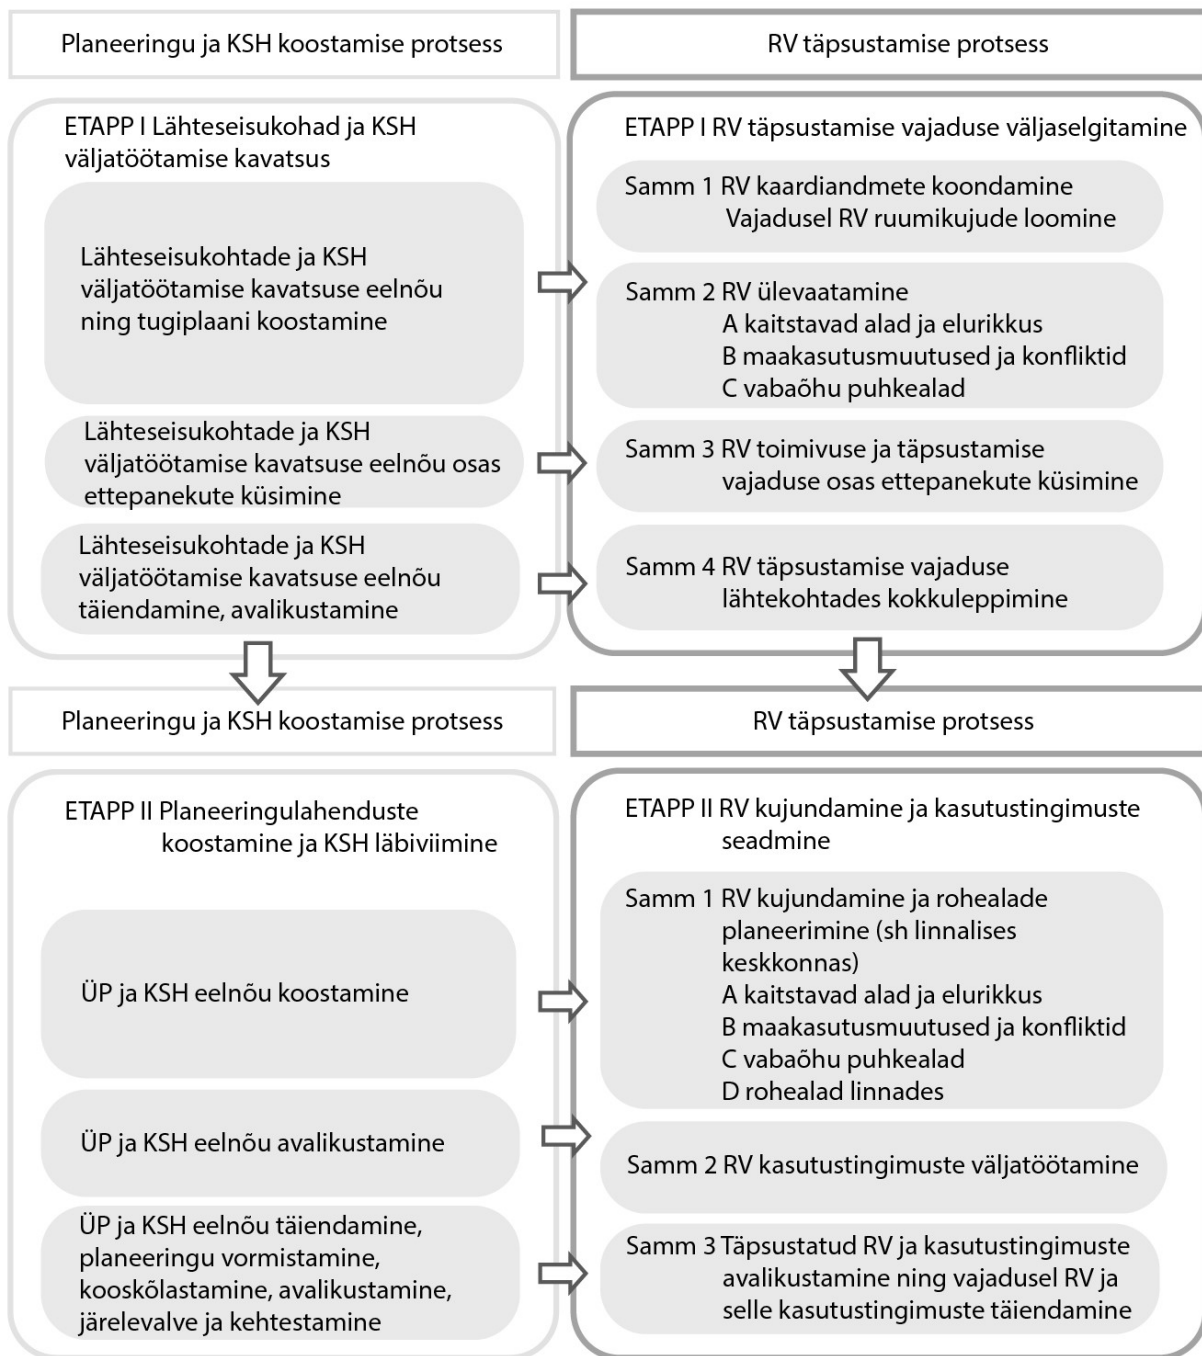 Planeeringu ja KSH koostamise protsess
RV täpsustamise protsess
ETAPP I Lähteseisukohad ja KSH
väljatöötamise kavatsus
Lähteseisukohtade ja KSH
väljatöötamise kavatsuse eelnõu
ning tugiplaani koostamine
Lähteseisukohtade ja KSH
väljatöötamise kavatsuse eelnõu osas
ettepanekute küsimine
Lähteseisukohtade ja KSH
väljatöötamise kavatsuse eelnõu
täiendamine, avalikustamine
ETAPP I RV täpsustamise vajaduse väljaselgitamine
Samm 1 RV kaardiandmete koondamine
Vajadusel RV ruumikujude loomine
Samm 2 RV ülevaatamine
A kaitstavad alad ja elurikkus
B maakasutusmuutused ja konfliktid
C vabaõhu puhkealad
Samm 3 RV toimivuse ja täpsustamise
vajaduse osas ettepanekute küsimine
Samm 4 RV täpsustamise vajaduse
lähtekohtades kokkuleppimine
Planeeringu ja KSH koostamise protsess
RV täpsustamise protsess
ETAPP II Planeeringulahenduste
koostamine ja KSH läbiviimine
ÜP ja KSH eelnõu koostamine
ÜP ja KSH eelnõu avalikustamine
ÜP ja KSH eelnõu täiendamine,
planeeringu vormistamine,
kooskõlastamine, avalikustamine,
järelevalve ja kehtestamine
ETAPP II RV kujundamine ja kasutustingimuste
seadmine
Samm 1 RV kujundamine ja rohealade
planeerimine (sh linnalises
keskkonnas)
A kaitstavad alad ja elurikkus
B maakasutusmuutused ja konfliktid
C vabaõhu puhkealad
D rohealad linnades
Samm 2 RV kasutustingimuste väljatöötamine
Samm 3 Täpsustatud RV ja kasutustingimuste
avalikustamine ning vajadusel RV ja
selle kasutustingimuste täiendamine